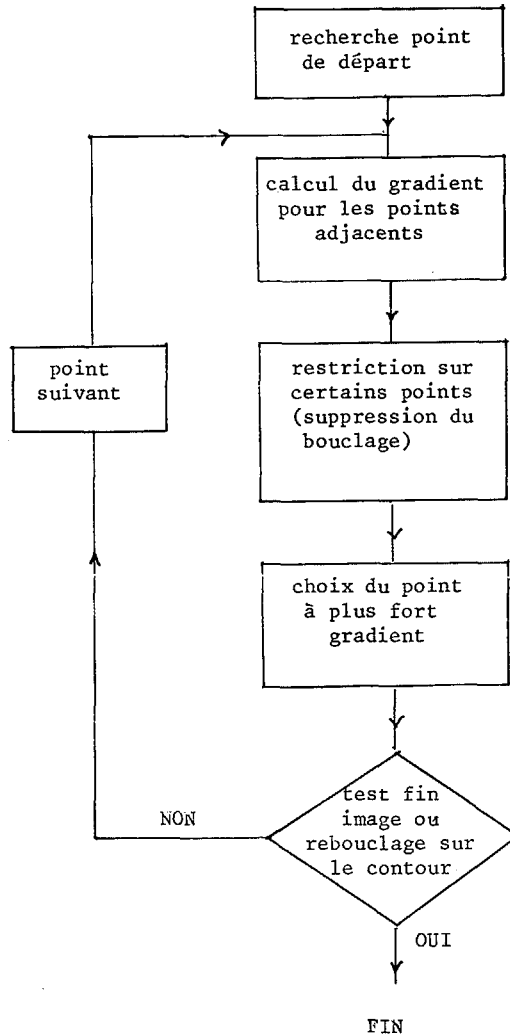 recherche point
de départ
calcul du gradient
pour les points
adjacents
point
suivant
restriction sur
certains points
(suppression du
bouclage)
choix du point
à plus fort
gradient
test fin
image ou
rebouclage sur
le contour
NON
OUI
FIN